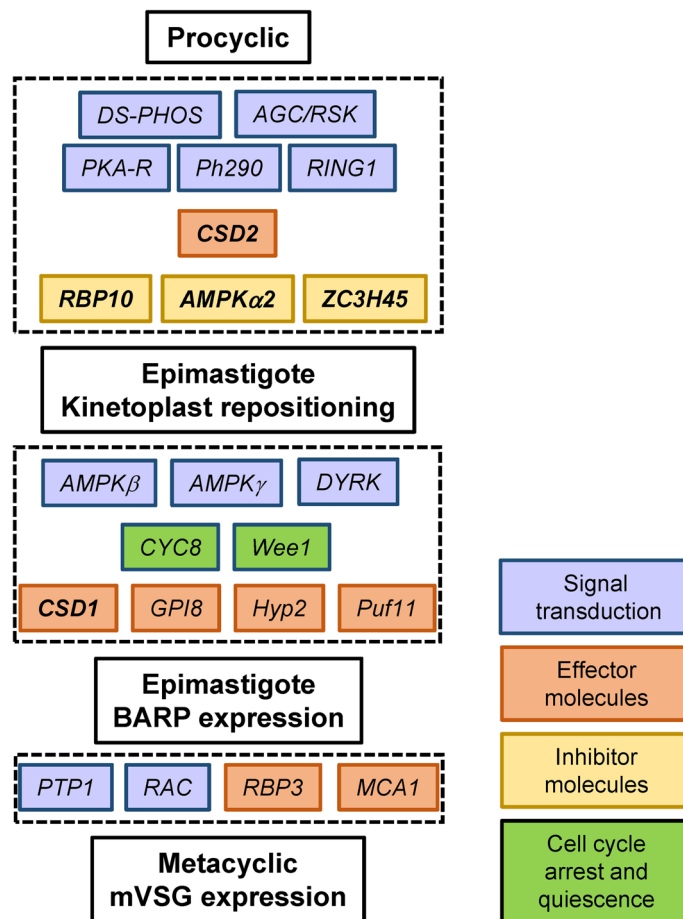 Procyclic
DS-PHOS
AGC/RSK
PKA-R
Ph290
RING1
CSD2
RBP10
AMPKα2
ZC3H45
Epimastigote
Kinetoplast repositioning
AMPKβ
AMPKγ
DYRK
CYC8
Wee1
CSD1
GPI8
Hyp2
Puf11
Epimastigote
BARP expression
PTP1
RAC
RBP3
MCA1
Metacyclic
mVSG expression
Signal
transduction
Effector
molecules
Inhibitor
molecules
Cell cycle
arrest and
quiescence